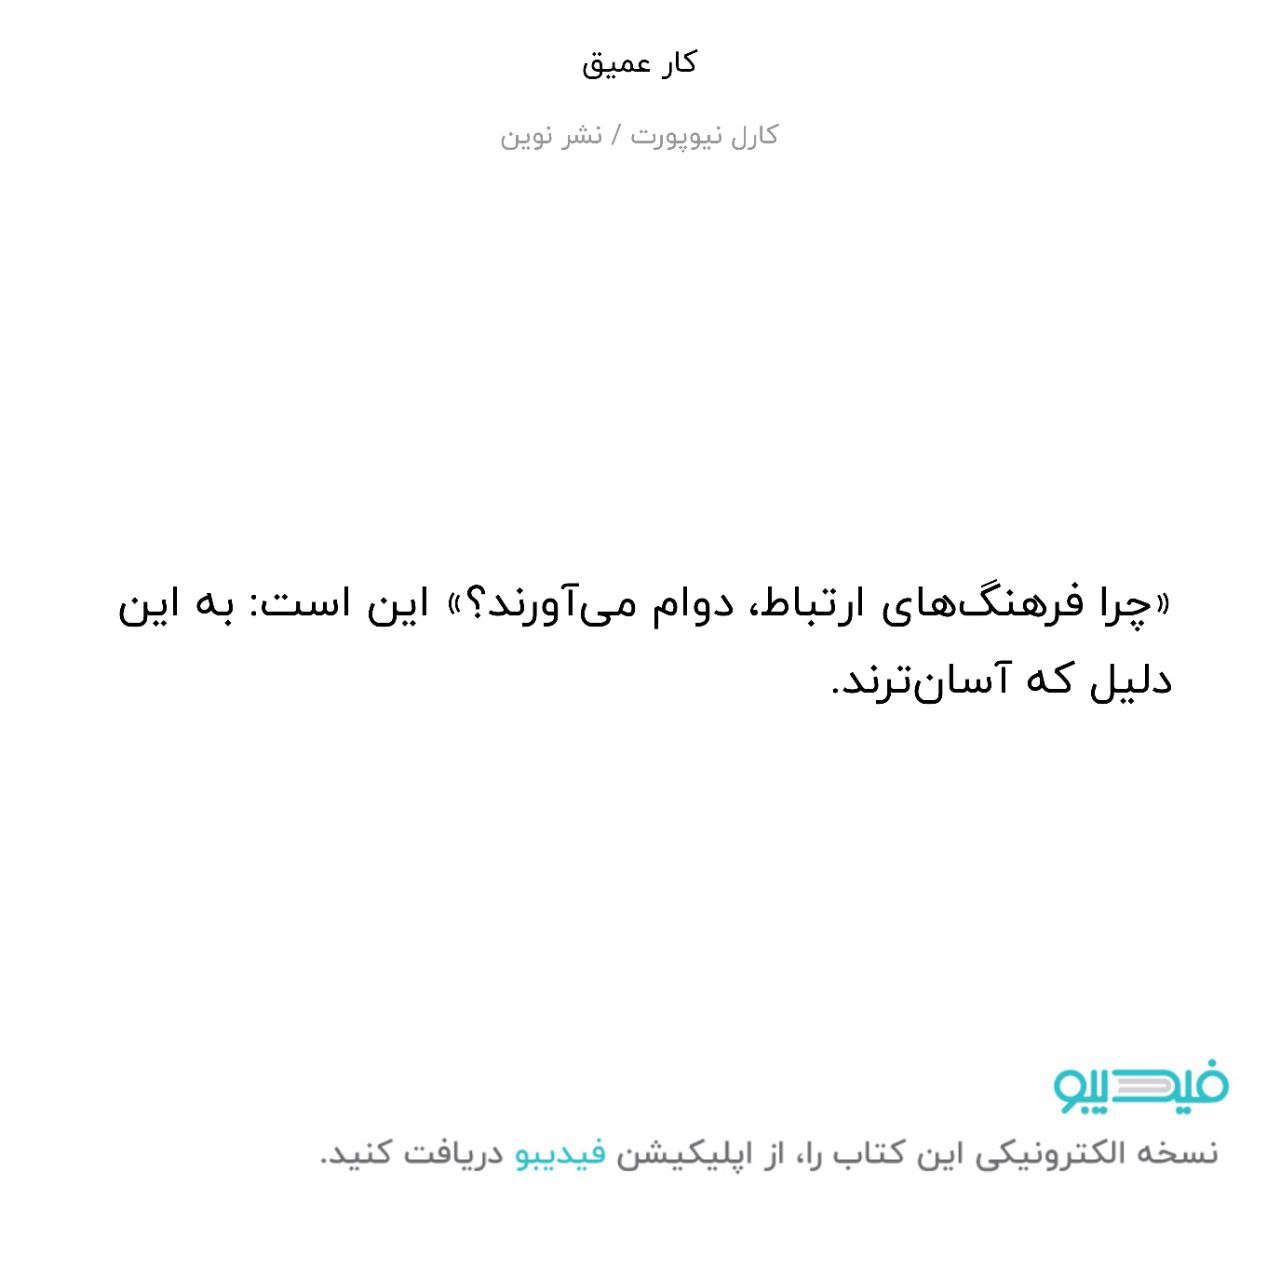 کار عمیق
کارل نیوپورت / نشر نوین
«چرا فرهنگ‌های ارتباط، دوام می‌آورند؟» این است: به این
دلیل که آسان‌ترند.
فیدیبو
نسخه الکترونیکی این کتاب را، از اپلیکیشن فیدیبو دریافت کنید.